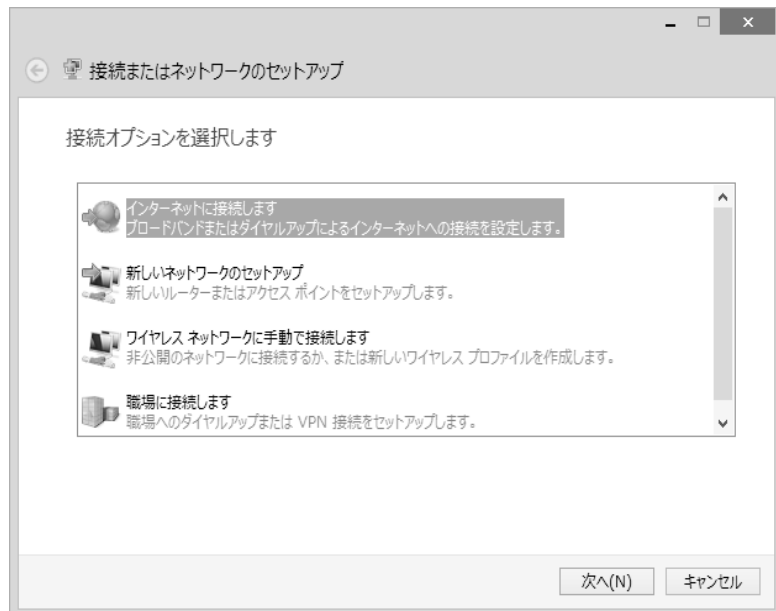 接続またはネットワークのセットアップ
接続オプションを選択します
インターネットに接続します
ブロードバンドまたはダイヤルアップによるインターネットへの接続を設定します。
新しいネットワークのセットアップ
新しいルーターまたはアクセス ポイントをセットアップします。
ワイヤレス ネットワークに手動で接続します
非公開のネットワークに接続するか、または新しいワイヤレス プロファイルを作成します。
職場に接続します
職場へのダイヤルアップまたは VPN 接続をセットアップします。
次へ(N) キャンセル